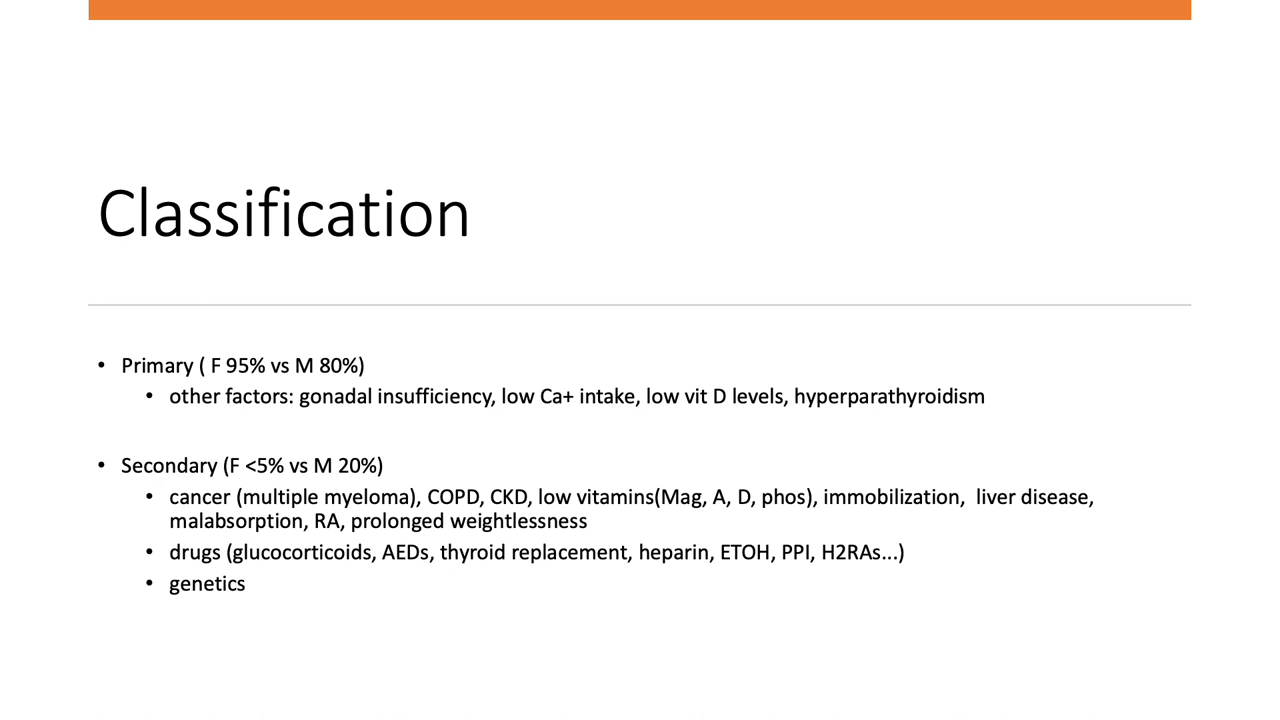 Classification
• Primary ( F 95% vs M 80%)
• other factors: gonadal insufficiency, low Ca+ intake, low vit D levels, hyperparathyroidism
• Secondary (F <5% vs M 20%)
• cancer (multiple myeloma), COPD, CKD, low vitamins(Mag, A, D, phos), immobilization,  liver disease,
malabsorption, RA, prolonged weightlessness
• drugs (glucocorticoids, AEDs, thyroid replacement, heparin, ETOH, PPI, H2RAs...)
• genetics